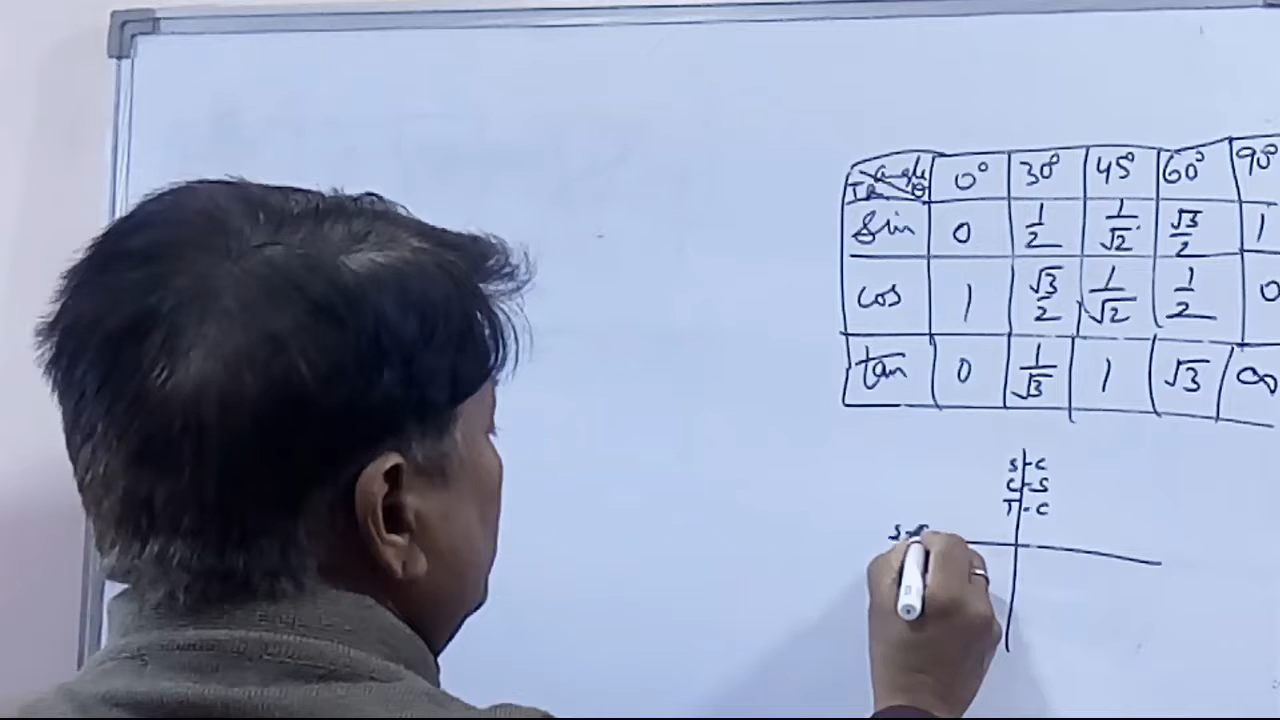 angle θ 0° 30° 45° 60° 90°
sin 0 1/2 1/√2 √3/2 1
cos 1 √3/2 1/√2 1/2 0
tan 0 1/√3 1 √3 ∞
S-C
C-S
T-C
S-